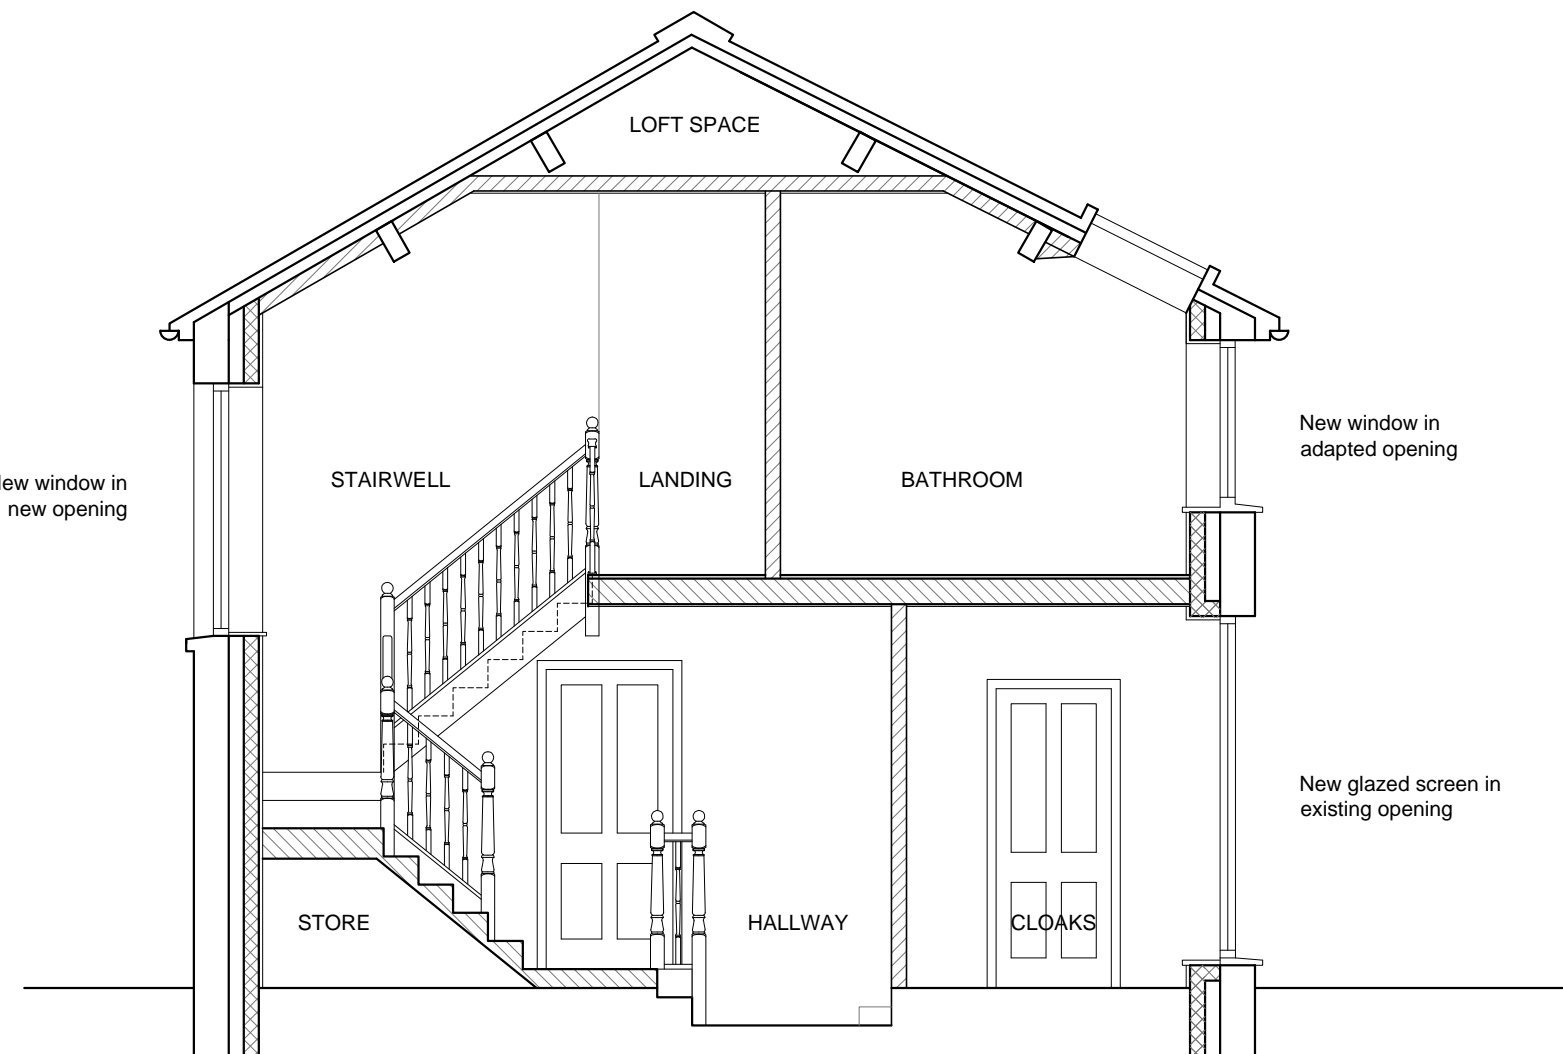 LOFT SPACE
New window in
adapted opening
STAIRWELL
LANDING
BATHROOM
window in
new opening
New glazed screen in
existing opening
STORE
HALLWAY
CLOAKS